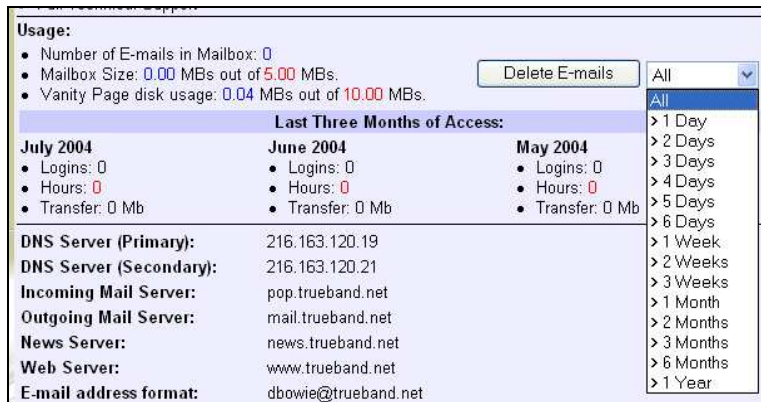 Usage:
• Number of E-mails in Mailbox: 0
• Mailbox Size: 0.00 MBs out of 5.00 MBs.
• Vanity Page disk usage: 0.04 MBs out of 10.00 MBs.
Delete E-mails
All
All
> 1 Day
> 2 Days
> 3 Days
> 4 Days
> 5 Days
> 6 Days
> 1 Week
> 2 Weeks
> 3 Weeks
> 1 Month
> 2 Months
> 3 Months
> 6 Months
> 1 Year
Last Three Months of Access:
July 2004
• Logins: 0
• Hours: 0
• Transfer: 0 Mb
June 2004
• Logins: 0
• Hours: 0
• Transfer: 0 Mb
May 2004
• Logins: 0
• Hours: 0
• Transfer: 0 Mb
DNS Server (Primary): 216.163.120.19
DNS Server (Secondary): 216.163.120.21
Incoming Mail Server: pop.trueband.net
Outgoing Mail Server: mail.trueband.net
News Server: news.trueband.net
Web Server: www.trueband.net
E-mail address format: dbowie@trueband.net